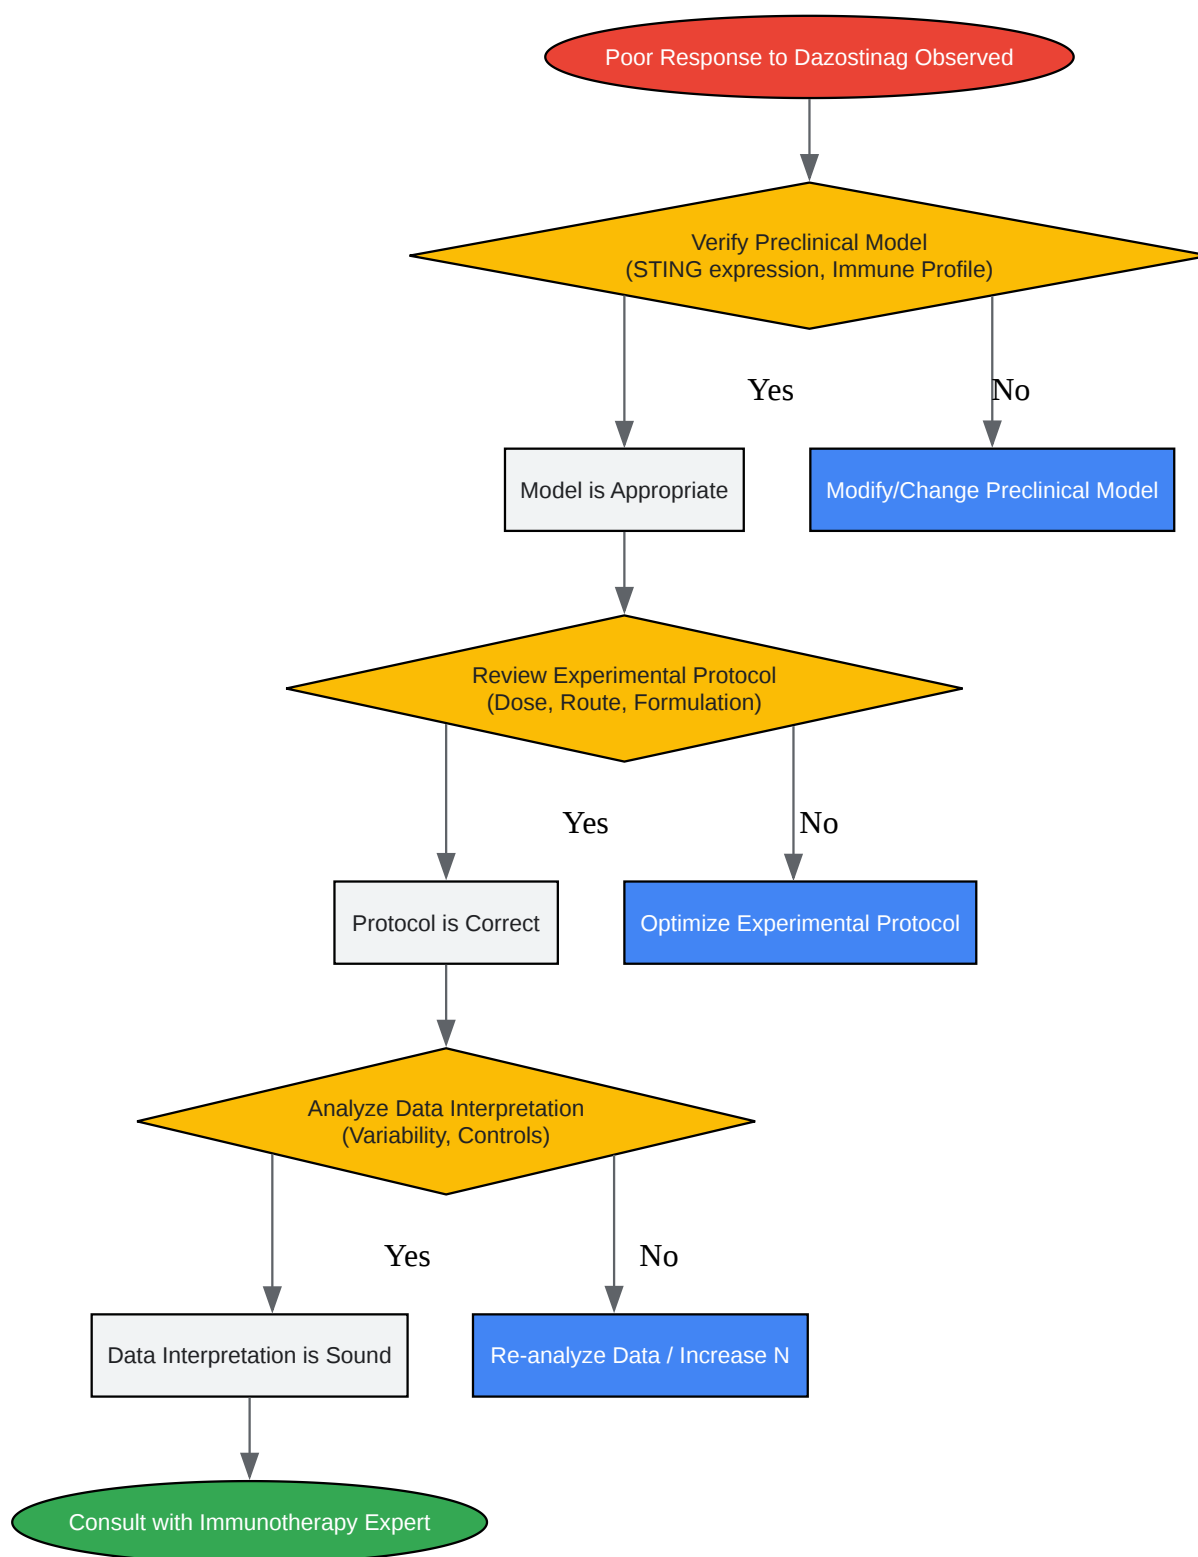 Poor Response to Dazostinag Observed
Verify Preclinical Model
(STING expression, Immune Profile)
Yes
No
Model is Appropriate
Modify/Change Preclinical Model
Review Experimental Protocol
(Dose, Route, Formulation)
Yes
No
Protocol is Correct
Optimize Experimental Protocol
Analyze Data Interpretation
(Variability, Controls)
Yes
No
Data Interpretation is Sound
Re-analyze Data / Increase N
Consult with Immunotherapy Expert